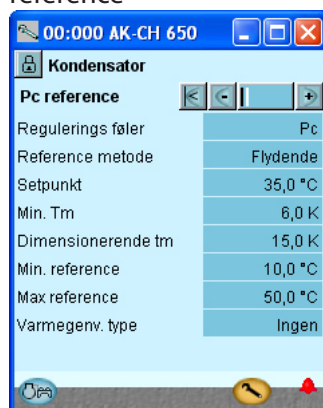 reference
00:000 AK-CH 650
Kondensator
Pc reference
Regulerings føler Pc
Reference metode Flydende
Setpunkt 35,0 °C
Min. Tm 6,0 K
Dimensionerende tm 15,0 K
Min. reference 10,0 °C
Max reference 50,0 °C
Varmegenv. type Ingen